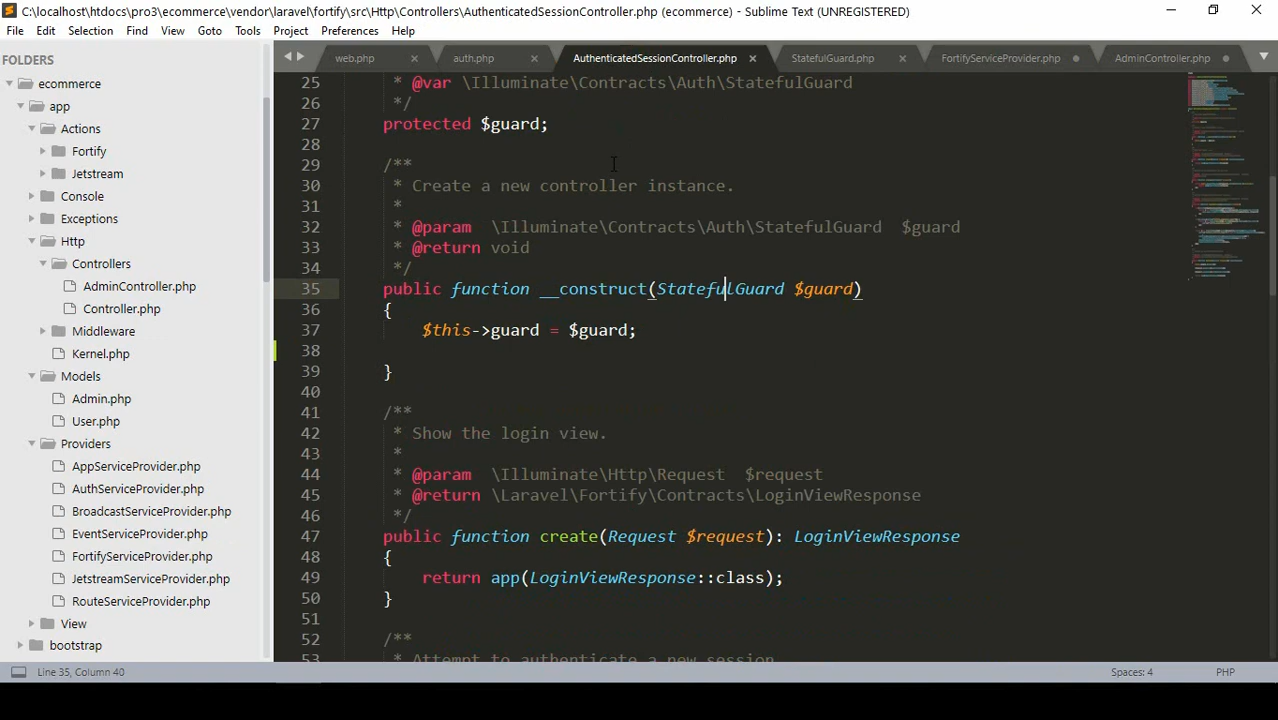 C:\localhost\htdocs\pro3\ecommerce\vendor\laravel\fortify\src\Http\Controllers\AuthenticatedSessionController.php (ecommerce) - Sublime Text (UNREGISTERED)
File Edit Selection Find View Goto Tools Project Preferences Help
FOLDERS
ecommerce
app
Actions
Fortify
Jetstream
Console
Exceptions
Http
Controllers
AdminController.php
Controller.php
Middleware
Kernel.php
Models
Admin.php
User.php
Providers
AppServiceProvider.php
AuthServiceProvider.php
BroadcastServiceProvider.php
EventServiceProvider.php
FortifyServiceProvider.php
JetstreamServiceProvider.php
RouteServiceProvider.php
View
bootstrap
web.php auth.php AuthenticatedSessionController.php StatefulGuard.php FortifyServiceProvider.php AdminController.php
25 * @var \Illuminate\Contracts\Auth\StatefulGuard
26 */
27 protected $guard;
28
29 /**
30 * Create a new controller instance.
31 *
32 * @param \Illuminate\Contracts\Auth\StatefulGuard $guard
33 * @return void
34 */
35 public function __construct(StatefulGuard $guard)
36 {
37 $this->guard = $guard;
38
39 }
40
41 /**
42 * Show the login view.
43 *
44 * @param \Illuminate\Http\Request $request
45 * @return \Laravel\Fortify\Contracts\LoginViewResponse
46 */
47 public function create(Request $request): LoginViewResponse
48 {
49 return app(LoginViewResponse::class);
50 }
51
52 /**
53 * Attempt to authenticate a new session.
Line 35, Column 40 Spaces: 4 PHP